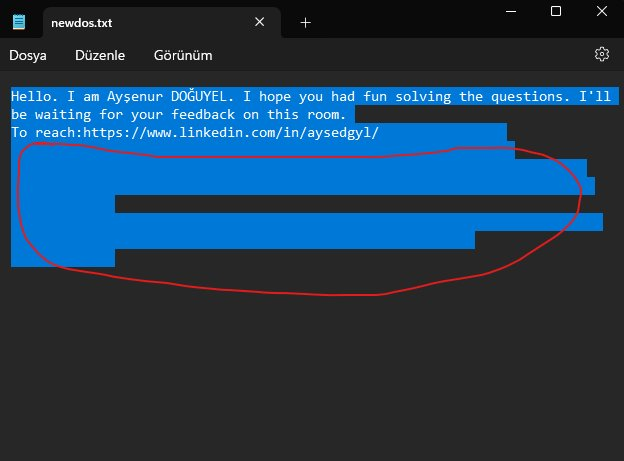 newdos.txt
Dosya Düzenle Görünüm
Hello. I am Ayşenur DOĞUYEL. I hope you had fun solving the questions. I'll
be waiting for your feedback on this room.
To reach:https://www.linkedin.com/in/aysedgyl/